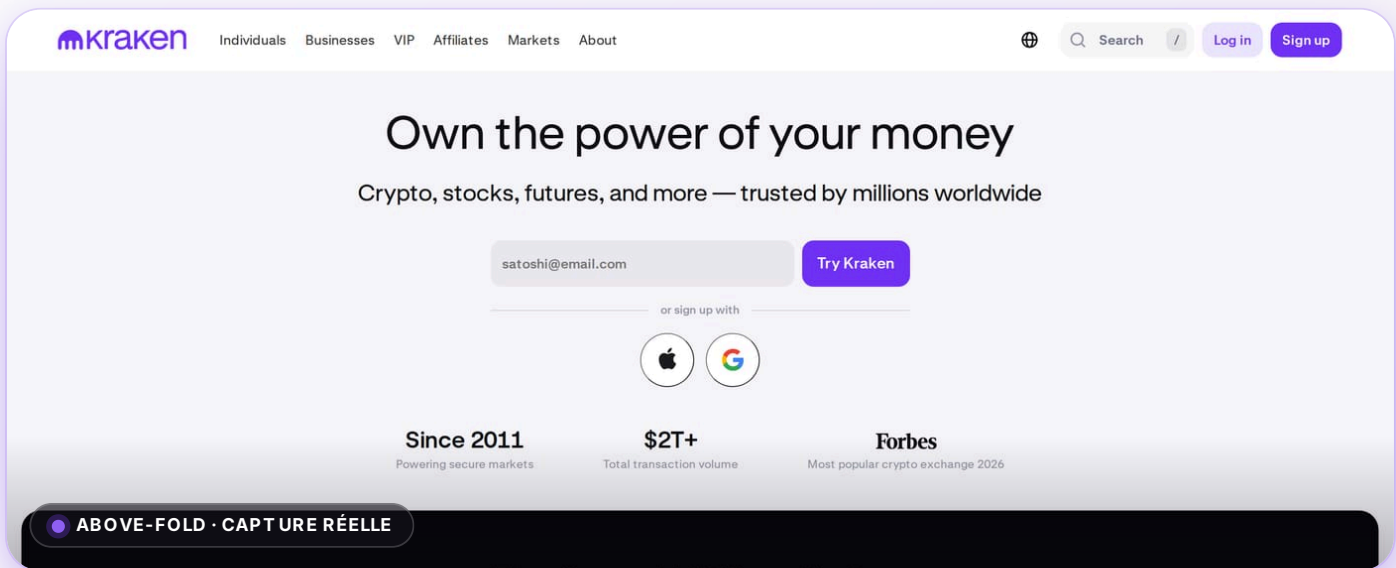 kraken Individuals Businesses VIP Affiliates Markets About Search / Log in Sign up
Own the power of your money
Crypto, stocks, futures, and more — trusted by millions worldwide
satoshi@email.com Try Kraken
or sign up with
Since 2011 $2T+ Forbes
Powering secure markets Total transaction volume Most popular crypto exchange 2026
ABOVE-FOLD · CAPTURE RÉELLE